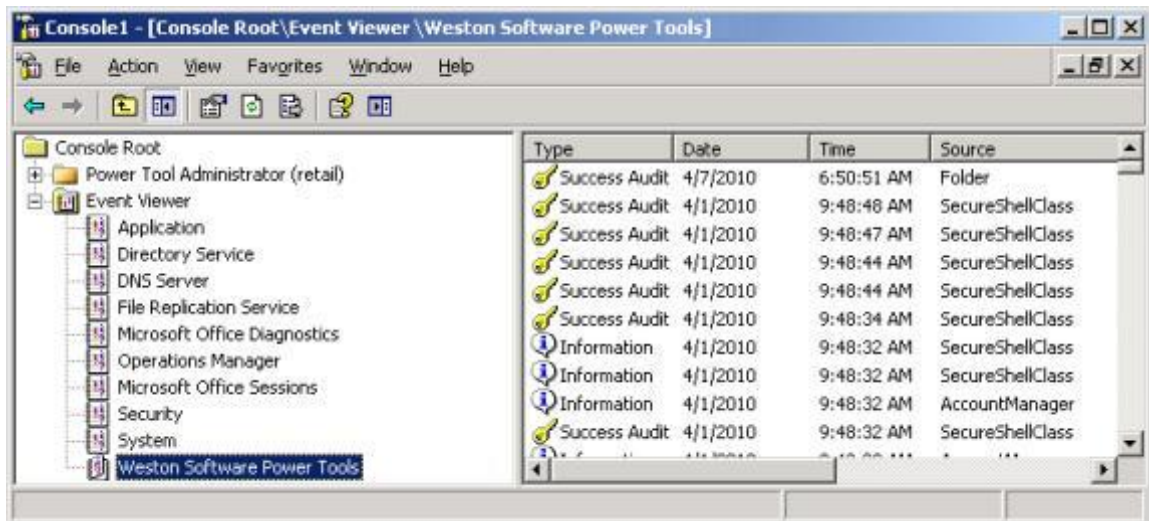 Console1 - [Console Root\Event Viewer\Weston Software Power Tools]
File Action View Favorites Window Help
Console Root
Power Tool Administrator (retail)
Event Viewer
Application
Directory Service
DNS Server
File Replication Service
Microsoft Office Diagnostics
Operations Manager
Microsoft Office Sessions
Security
System
Weston Software Power Tools
Type Date Time Source
Success Audit 4/7/2010 6:50:51 AM Folder
Success Audit 4/1/2010 9:48:48 AM SecureShellClass
Success Audit 4/1/2010 9:48:47 AM SecureShellClass
Success Audit 4/1/2010 9:48:44 AM SecureShellClass
Success Audit 4/1/2010 9:48:44 AM SecureShellClass
Success Audit 4/1/2010 9:48:34 AM SecureShellClass
Information 4/1/2010 9:48:32 AM SecureShellClass
Information 4/1/2010 9:48:32 AM SecureShellClass
Information 4/1/2010 9:48:32 AM AccountManager
Success Audit 4/1/2010 9:48:32 AM SecureShellClass